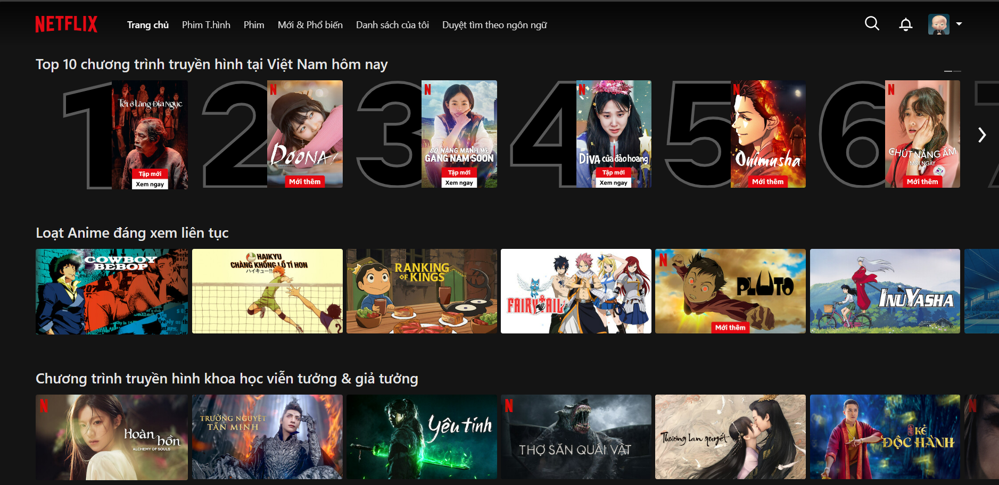 NETFLIX
Trang chủ
Phim T.hình
Phim
Mới & Phổ biến
Danh sách của tôi
Duyệt tìm theo ngôn ngữ
Top 10 chương trình truyền hình tại Việt Nam hôm nay
1
Tết ở Làng Địa Ngục
Tập mới
Xem ngay
2
N
DOONA!
Mới thêm
3
N
CÔ NÀNG MẠNH MẼ
GANG NAM SOON
Tập mới
Xem ngay
4
N
DIVA của đảo hoang
Tập mới
Xem ngay
5
N
Onimusha
Mới thêm
6
N
CHÚT NẮNG ẤM
MỖI NGÀY
Mới thêm
7
Loạt Anime đáng xem liên tục
COWBOY
BEBOP
HAIKYU
CHÀNG KHỔNG LỒ TÍ HON
ハイキュー!!
RANKING
OF KINGS
FAIRY TAIL
N
PLUTO
Mới thêm
INUYASHA
Chương trình truyền hình khoa học viễn tưởng & giả tưởng
N
Hoàn hồn
ALCHEMY OF SOULS
TRƯỜNG NGUYỆT
TẪN MINH
Yêu tinh
N
THỢ SĂN QUÁI VẬT
Thương lan quyết
KẺ
ĐỘC HÀNH
N